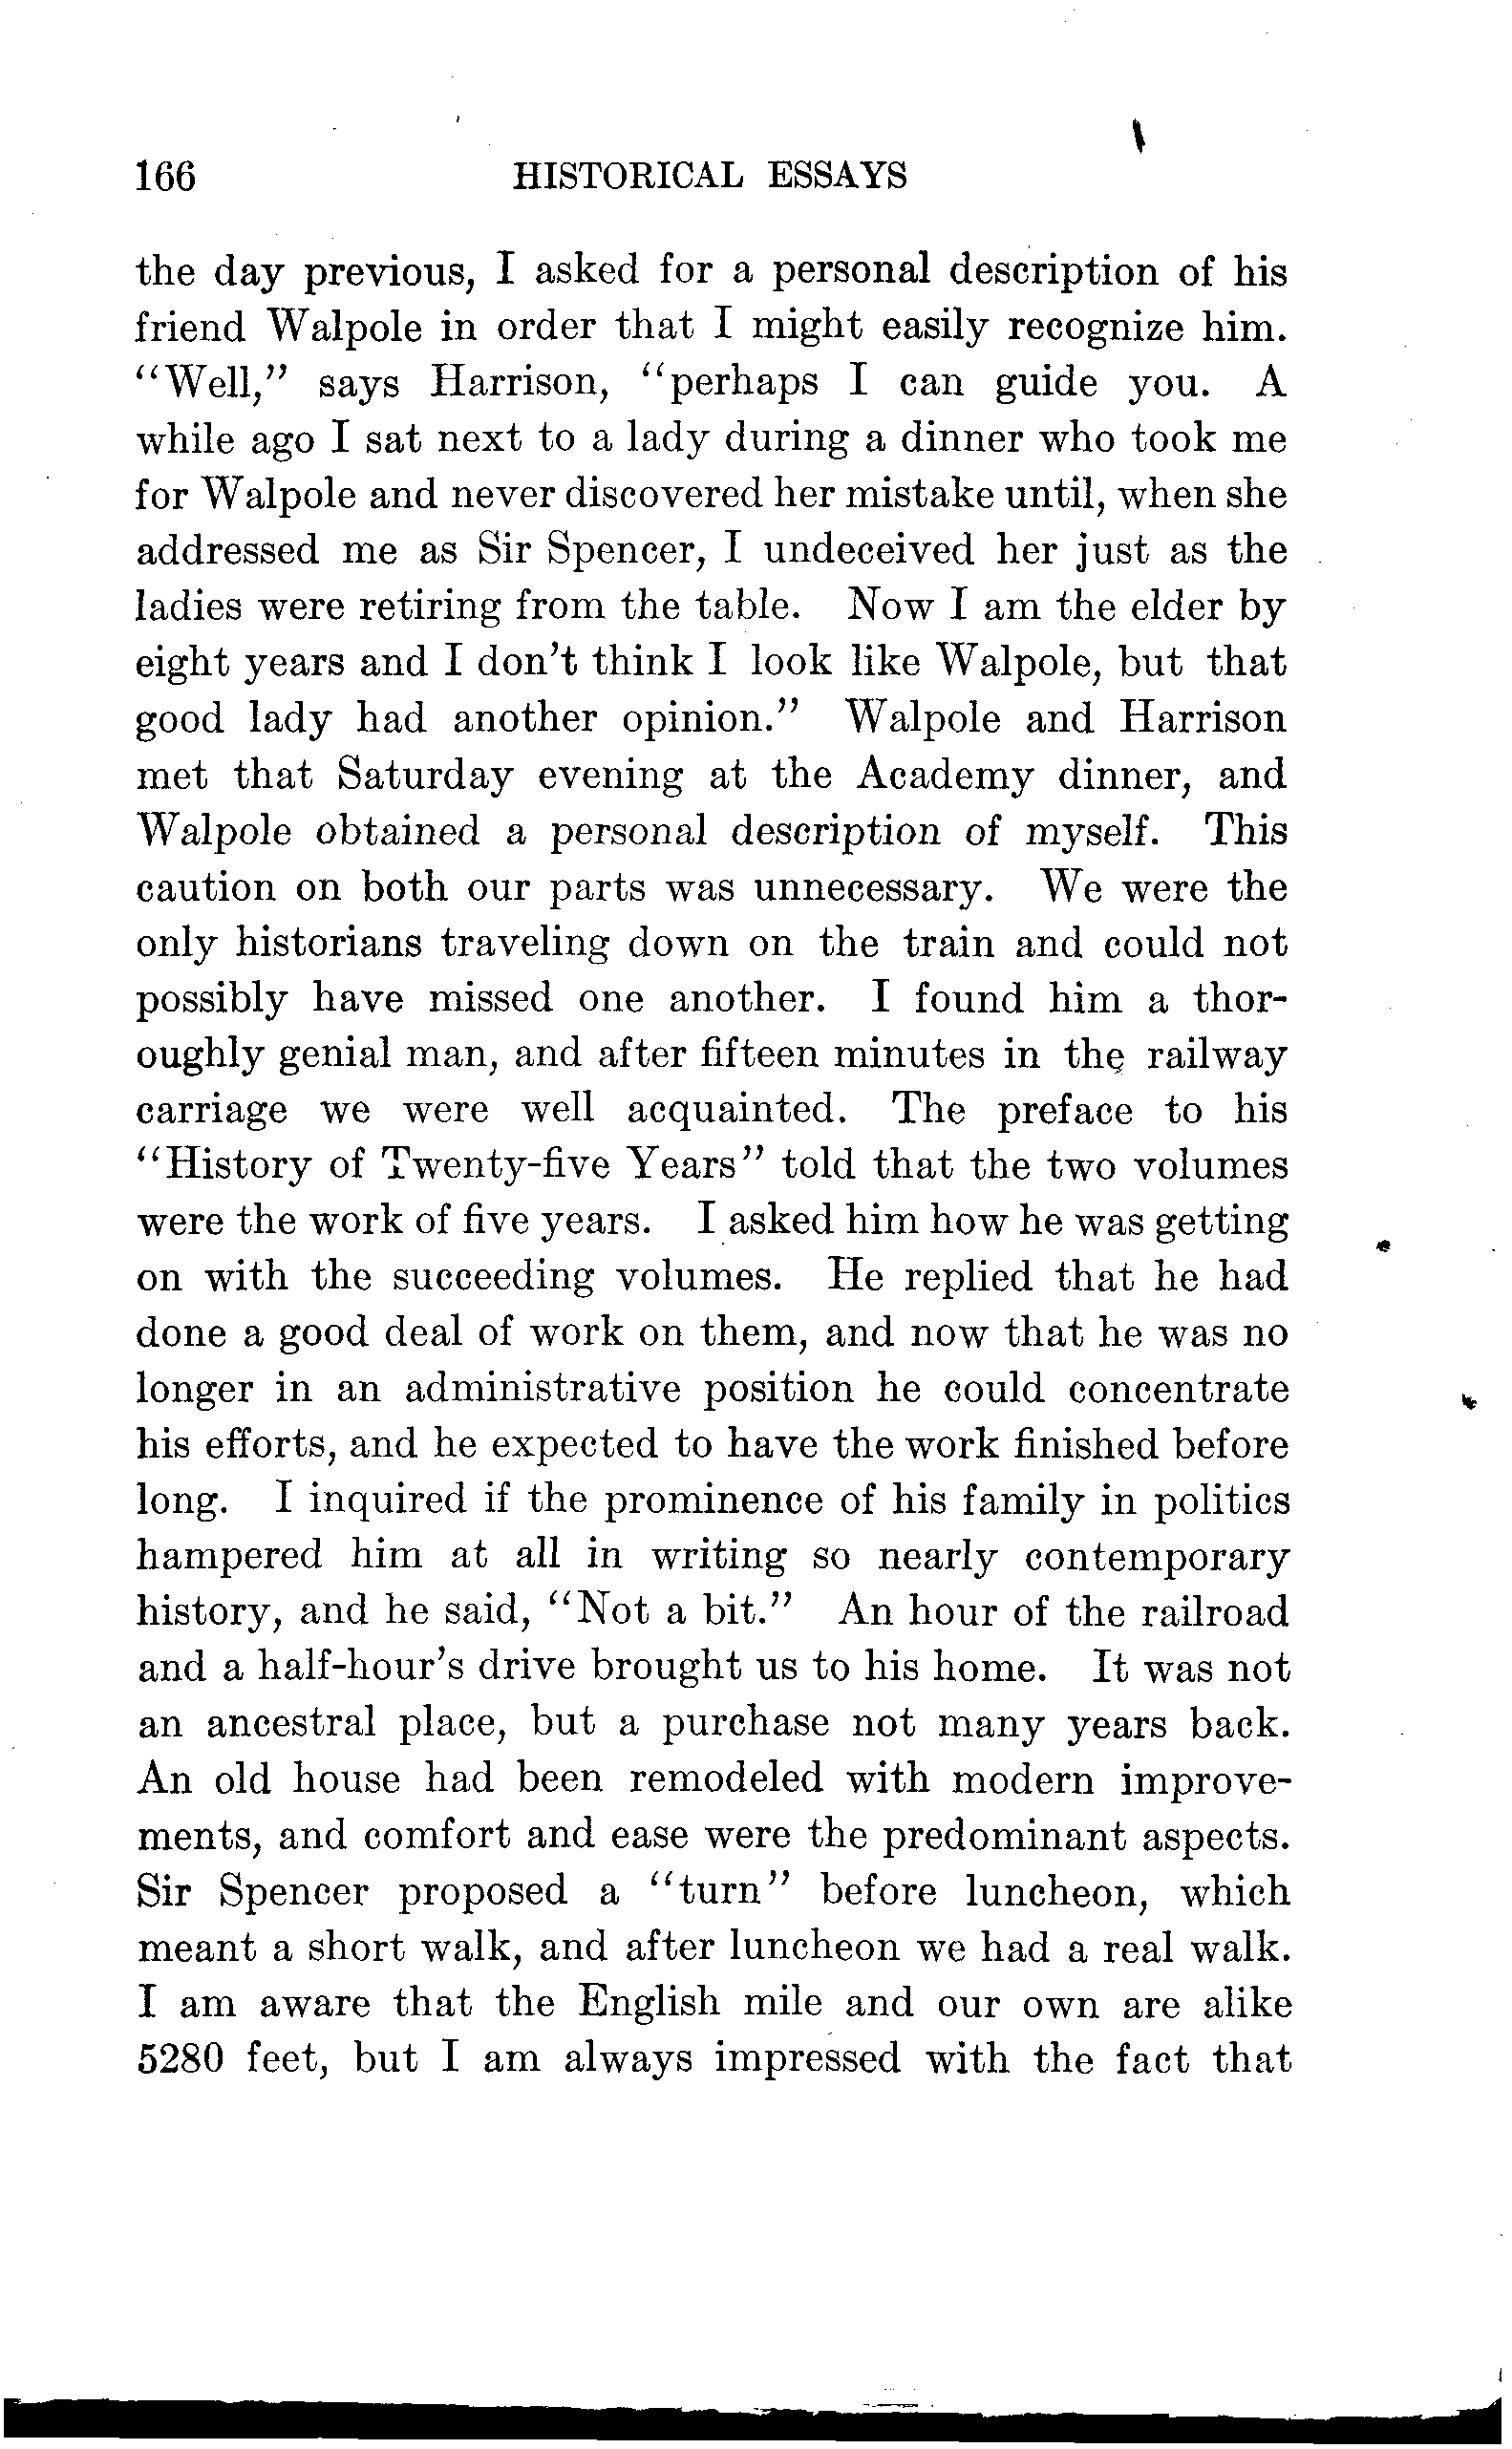 166 HISTORICAL ESSAYS
the day previous, I asked for a personal description of his
friend Walpole in order that I might easily recognize him.
“Well,” says Harrison, “perhaps I can guide you. A
while ago I sat next to a lady during a dinner who took me
for Walpole and never discovered her mistake until, when she
addressed me as Sir Spencer, I undeceived her just as the
ladies were retiring from the table. Now I am the elder by
eight years and I don’t think I look like Walpole, but that
good lady had another opinion.” Walpole and Harrison
met that Saturday evening at the Academy dinner, and
Walpole obtained a personal description of myself. This
caution on both our parts was unnecessary. We were the
only historians traveling down on the train and could not
possibly have missed one another. I found him a thor-
oughly genial man, and after fifteen minutes in the railway
carriage we were well acquainted. The preface to his
“History of Twenty-five Years” told that the two volumes
were the work of five years. I asked him how he was getting
on with the succeeding volumes. He replied that he had
done a good deal of work on them, and now that he was no
longer in an administrative position he could concentrate
his efforts, and he expected to have the work finished before
long. I inquired if the prominence of his family in politics
hampered him at all in writing so nearly contemporary
history, and he said, “Not a bit.” An hour of the railroad
and a half-hour’s drive brought us to his home. It was not
an ancestral place, but a purchase not many years back.
An old house had been remodeled with modern improve-
ments, and comfort and ease were the predominant aspects.
Sir Spencer proposed a “turn” before luncheon, which
meant a short walk, and after luncheon we had a real walk.
I am aware that the English mile and our own are alike
5280 feet, but I am always impressed with the fact that